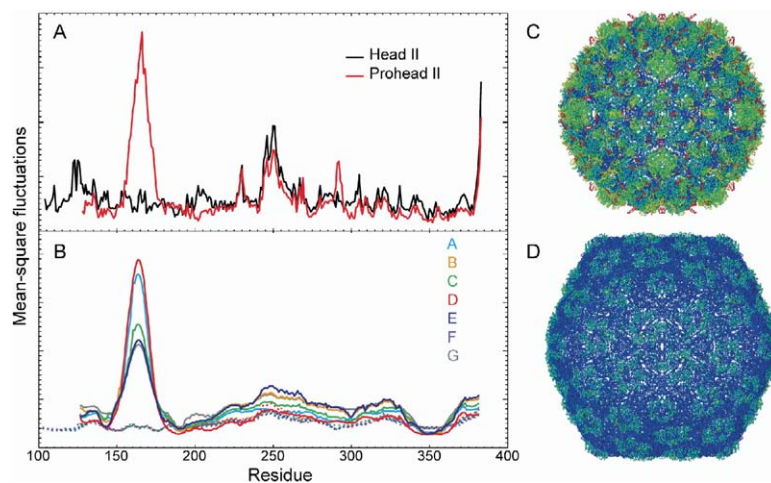 A
Head II
Prohead II
C
Mean-square fluctuations
B
A
B
C
D
E
F
G
D
100 150 200 250 300 350 400
Residue